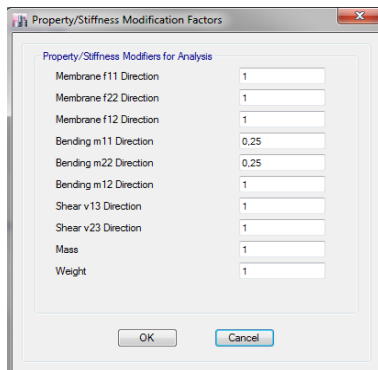 Property/Stiffness Modification Factors
Property/Stiffness Modifiers for Analysis
Membrane f11 Direction 1
Membrane f22 Direction 1
Membrane f12 Direction 1
Bending m11 Direction 0,25
Bending m22 Direction 0,25
Bending m12 Direction 1
Shear v13 Direction 1
Shear v23 Direction 1
Mass 1
Weight 1
OK Cancel